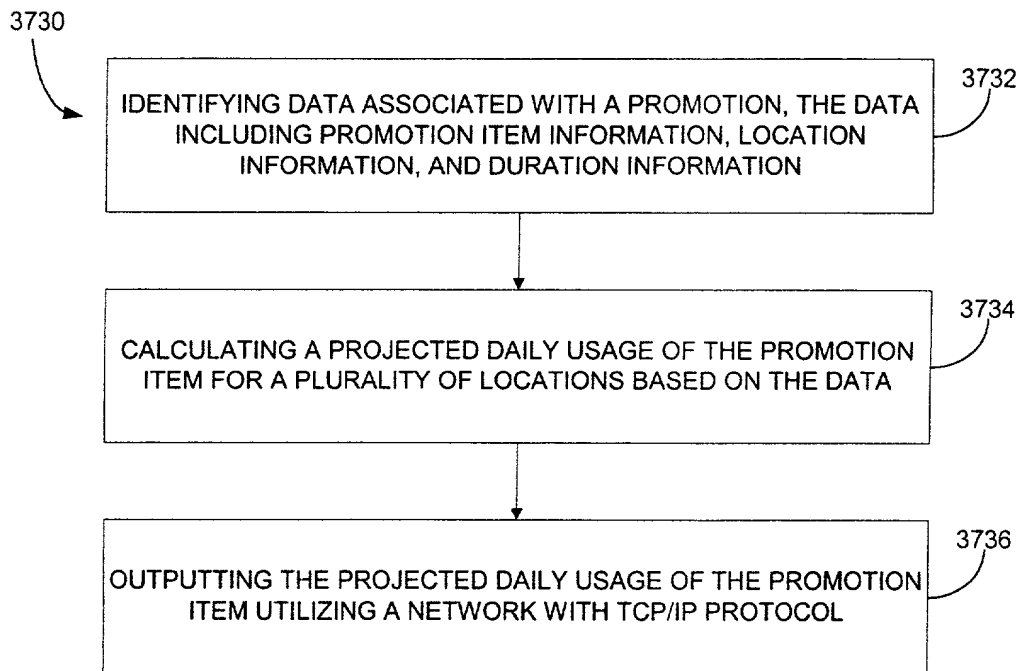 3730
3732
IDENTIFYING DATA ASSOCIATED WITH A PROMOTION, THE DATA
INCLUDING PROMOTION ITEM INFORMATION, LOCATION
INFORMATION, AND DURATION INFORMATION
3734
CALCULATING A PROJECTED DAILY USAGE OF THE PROMOTION
ITEM FOR A PLURALITY OF LOCATIONS BASED ON THE DATA
3736
OUTPUTTING THE PROJECTED DAILY USAGE OF THE PROMOTION
ITEM UTILIZING A NETWORK WITH TCP/IP PROTOCOL